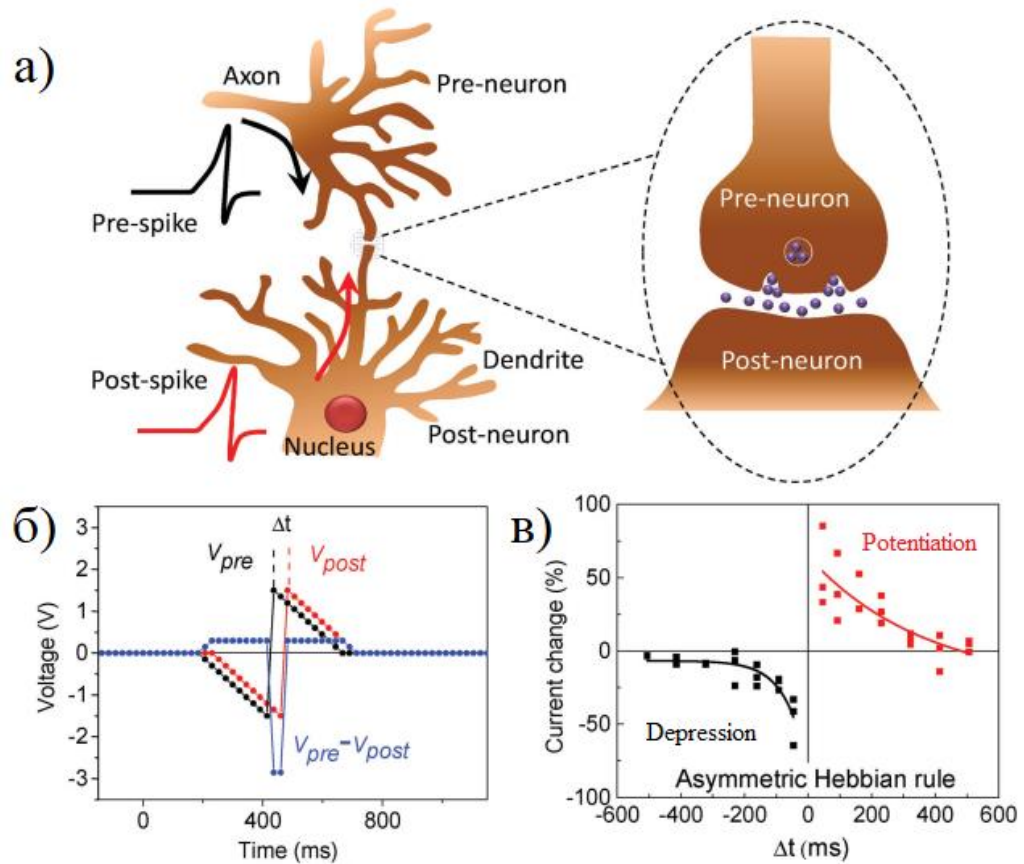 а)
Axon
Pre-neuron
Pre-spike
Pre-neuron
Post-neuron
Post-spike
Dendrite
Nucleus
Post-neuron
б)
Δt
3
2
1
0
-1
-2
-3
Voltage (V)
V_pre
V_post
V_pre-V_post
0
400
800
Time (ms)
в)
100
50
0
-50
-100
Current change (%)
Potentiation
Depression
Asymmetric Hebbian rule
-600
-400
-200
0
200
400
600
Δt (ms)